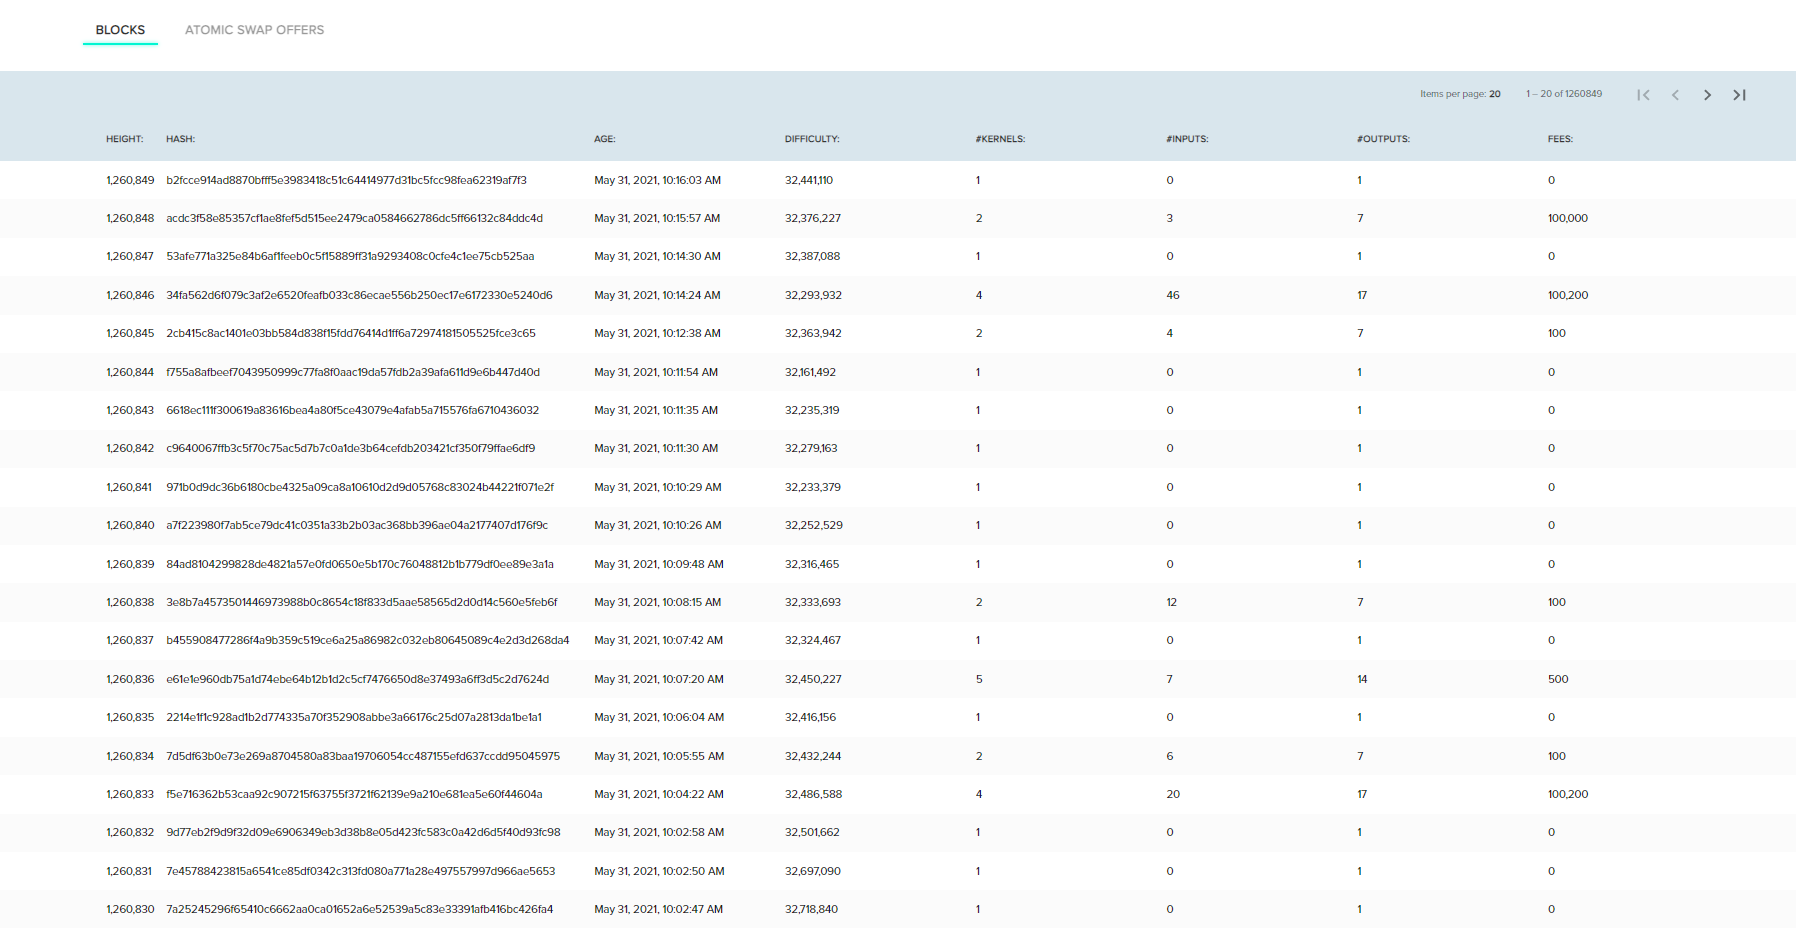 BLOCKS ATOMIC SWAP OFFERS
Items per page: 20 1 – 20 of 1260849
HEIGHT: HASH: AGE: DIFFICULTY: #KERNELS: #INPUTS: #OUTPUTS: FEES:
1,260,849 b2fcce914ad8870bfff5e3983418c51c64414977d31bc5fcc98fea62319af7f3 May 31, 2021, 10:16:03 AM 32,441,110 1 0 1 0
1,260,848 acdc3f58e85357cf1ae8fef5d515ee2479ca0584662786dc5ff66132c84ddc4d May 31, 2021, 10:15:57 AM 32,376,227 2 3 7 100,000
1,260,847 53afe771a325e84b6af1feeb0c5f15889ff31a9293408c0cfe4c1ee75cb525aa May 31, 2021, 10:14:30 AM 32,387,088 1 0 1 0
1,260,846 34fa562d6f079c3af2e6520feafb033c86ecae556b250ec17e6172330e5240d6 May 31, 2021, 10:14:24 AM 32,293,932 4 46 17 100,200
1,260,845 2cb415c8ac1401e03bb584d838f15fdd76414d1ff6a72974181505525fce3c65 May 31, 2021, 10:12:38 AM 32,363,942 2 4 7 100
1,260,844 f755a8afbeef7043950999c77fa8f0aac19da57fdb2a39afa611d9e6b447d40d May 31, 2021, 10:11:54 AM 32,161,492 1 0 1 0
1,260,843 6618ec111f300619a83616bea4a80f5ce43079e4afab5a715576fa6710436032 May 31, 2021, 10:11:35 AM 32,235,319 1 0 1 0
1,260,842 c9640067ffb3c5f70c75ac5d7b7c0a1de3b64cefdb203421cf350f79ffae6df9 May 31, 2021, 10:11:30 AM 32,279,163 1 0 1 0
1,260,841 971b0d9dc36b6180cbe4325a09ca8a10610d2d9d05768c83024b44221f071e2f May 31, 2021, 10:10:29 AM 32,233,379 1 0 1 0
1,260,840 a7f223980f7ab5ce79dc41c0351a33b2b03ac368bb396ae04a2177407d176f9c May 31, 2021, 10:10:26 AM 32,252,529 1 0 1 0
1,260,839 84ad8104299828de4821a57e0fd0650e5b170c76048812b1b779df0ee89e3a1a May 31, 2021, 10:09:48 AM 32,316,465 1 0 1 0
1,260,838 3e8b7a4573501446973988b0c8654c18f833d5aae58565d2d0d14c560e5feb6f May 31, 2021, 10:08:15 AM 32,333,693 2 12 7 100
1,260,837 b455908477286f4a9b359c519ce6a25a86982c032eb80645089c4e2d3d268da4 May 31, 2021, 10:07:42 AM 32,324,467 1 0 1 0
1,260,836 e61e1e960db75a1d74ebe64b12b1d2c5cf7476650d8e37493a6ff3d5c2d7624d May 31, 2021, 10:07:20 AM 32,450,227 5 7 14 500
1,260,835 2214e1f1c928ad1b2d774335a70f352908abbe3a66176c25d07a2813da1be1a1 May 31, 2021, 10:06:04 AM 32,416,156 1 0 1 0
1,260,834 7d5df63b0e73e269a8704580a83baa19706054cc487155efd637ccdd95045975 May 31, 2021, 10:05:55 AM 32,432,244 2 6 7 100
1,260,833 f5e716362b53caa92c907215f63755f3721f62139e9a210e681ea5e60f44604a May 31, 2021, 10:04:22 AM 32,486,588 4 20 17 100,200
1,260,832 9d77eb2f9d9f32d09e6906349eb3d38b8e05d423fc583c0a42d6d5f40d93fc98 May 31, 2021, 10:02:58 AM 32,501,662 1 0 1 0
1,260,831 7e45788423815a6541ce85df0342c313fd080a771a28e497557997d966ae5653 May 31, 2021, 10:02:50 AM 32,697,090 1 0 1 0
1,260,830 7a25245296f65410c6662aa0ca01652a6e52539a5c83e33391afb416bc426fa4 May 31, 2021, 10:02:47 AM 32,718,840 1 0 1 0